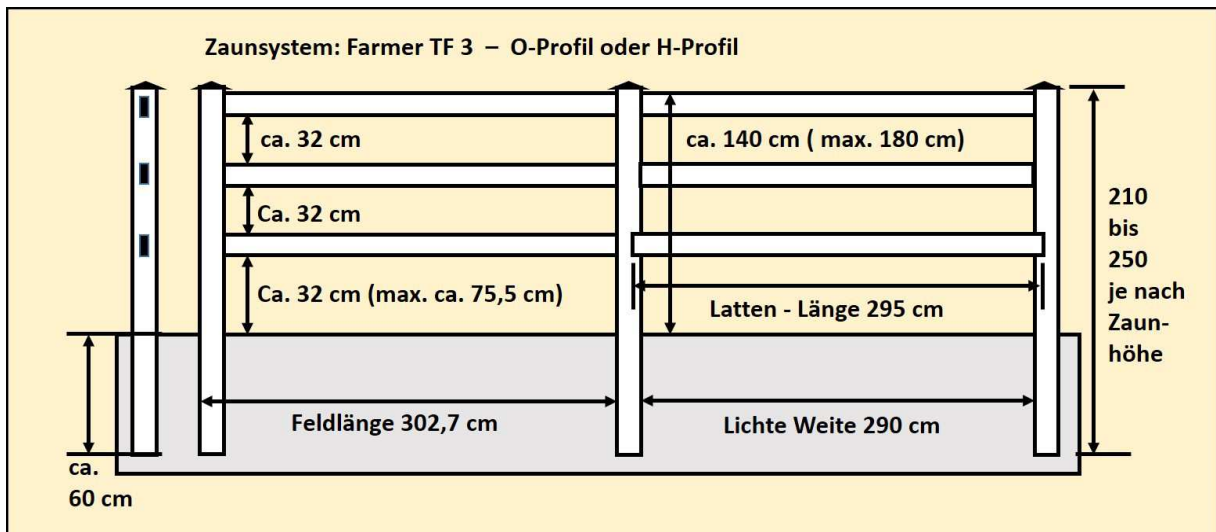 Zaunsystem: Farmer TF 3 – O-Profil oder H-Profil
ca. 32 cm
ca. 140 cm ( max. 180 cm)
Ca. 32 cm
Ca. 32 cm (max. ca. 75,5 cm)
Latten - Länge 295 cm
210
bis
250
je nach
Zaun-
höhe
Feldlänge 302,7 cm
Lichte Weite 290 cm
ca.
60 cm